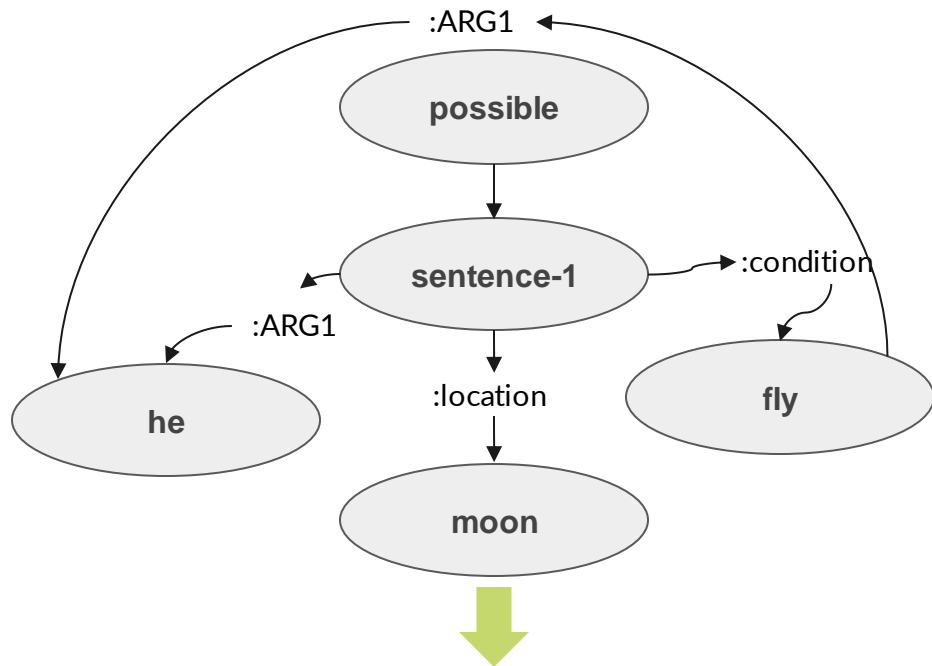 :ARG1
possible
sentence-1
:condition
:ARG1
he
:location
fly
moon